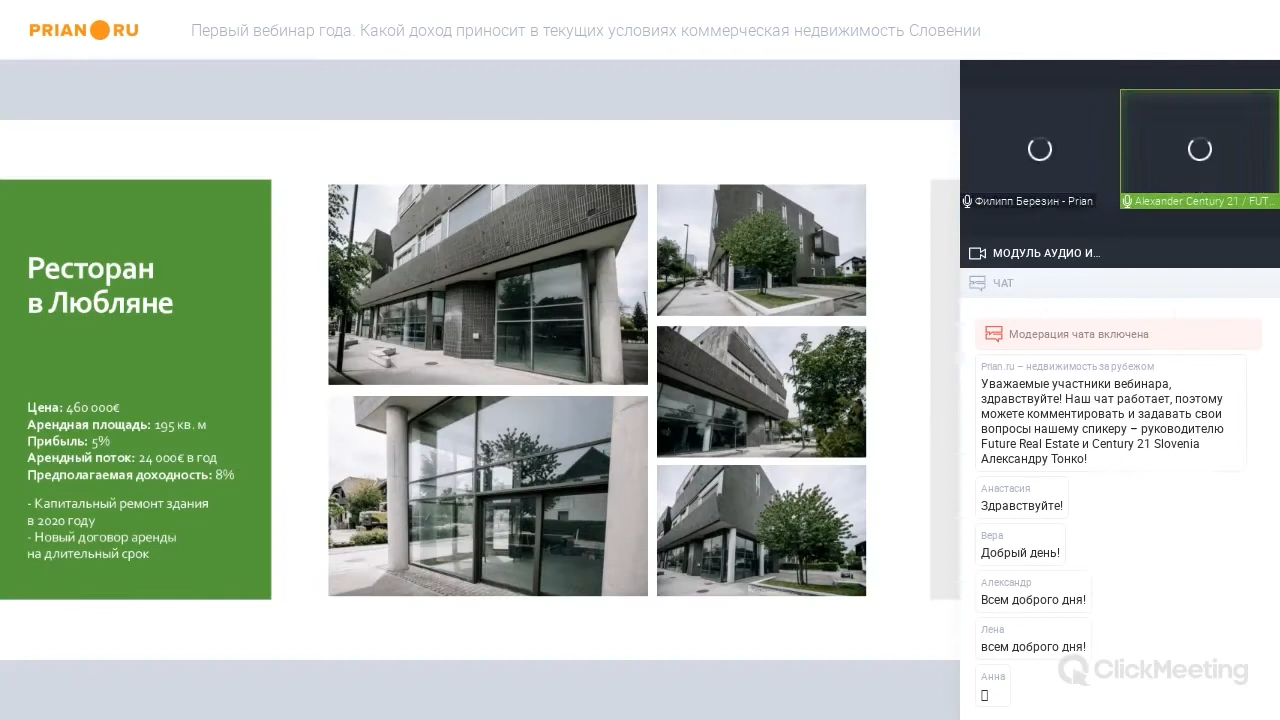 PRIAN RU
Первый вебинар года. Какой доход приносит в текущих условиях коммерческая недвижимость Словении
Ресторан
в Любляне
Цена: 460 000€
Арендная площадь: 195 кв. м
Прибыль: 5%
Арендный поток: 24 000€ в год
Предполагаемая доходность: 8%
- Капитальный ремонт здания
в 2020 году
- Новый договор аренды
на длительный срок
Филипп Березин - Prian
Alexander Century 21 / FUT...
МОДУЛЬ АУДИО И...
ЧАТ
Модерация чата включена
Prian.ru – недвижимость за рубежом
Уважаемые участники вебинара,
здравствуйте! Наш чат работает, поэтому
можете комментировать и задавать свои
вопросы нашему спикеру – руководителю
Future Real Estate и Century 21 Slovenia
Александру Тонко!
Анастасия
Здравствуйте!
Вера
Добрый день!
Александр
Всем доброго дня!
Лена
всем доброго дня!
ClickMeeting
Анна